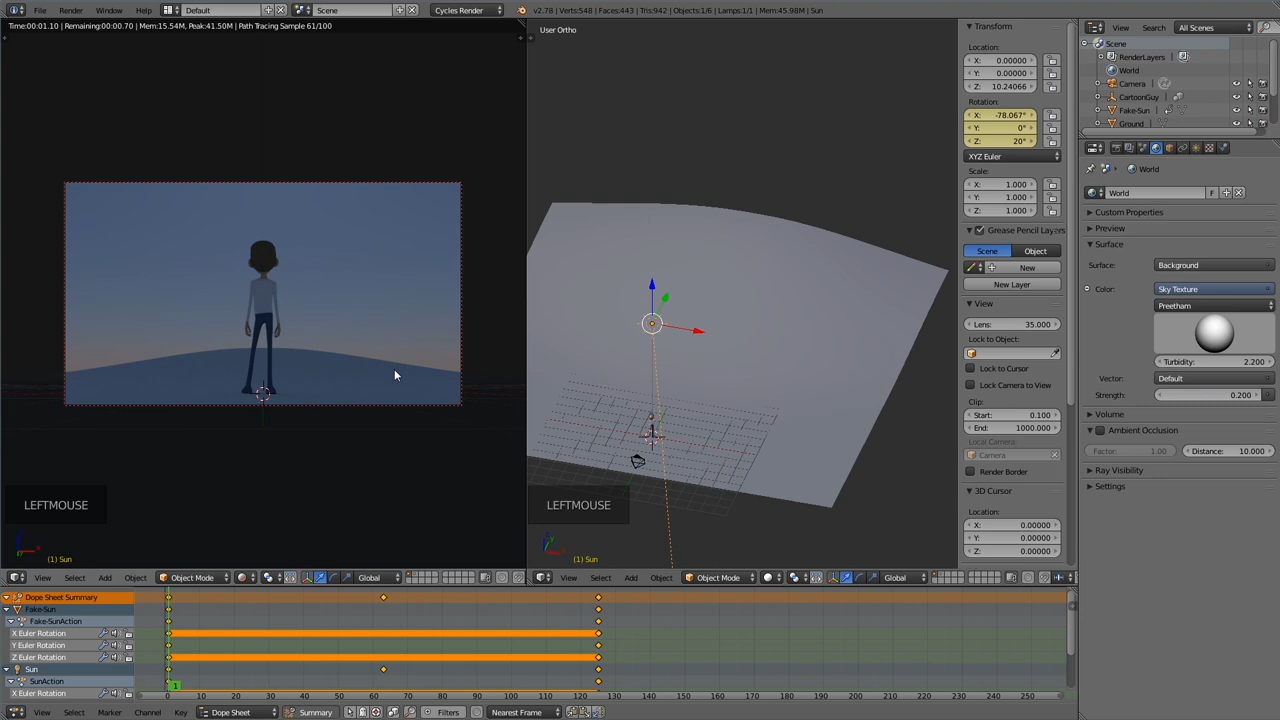 File Render Window Help Default Scene Cycles Render v2.78 | Verts:548 | Faces:443 | Tris:942 | Objects:1/6 | Lamps:1/1 | Mem:45.98M | Sun
Time:00:01.10 | Remaining:00:00.70 | Mem:15.54M, Peak:41.50M | Path Tracing Sample 61/100
User Ortho
Transform
Location:
X: 0.00000
Y: 0.00000
Z: 10.24066
Rotation:
X: -78.067°
Y: 0°
Z: 20°
XYZ Euler
Scale:
X: 1.000
Y: 1.000
Z: 1.000
Grease Pencil Layers
Scene Object
New
New Layer
View
Lens: 35.000
Lock to Object:
Lock to Cursor
Lock Camera to View
Clip:
Start: 0.100
End: 1000.000
Local Camera:
Camera
Render Border
3D Cursor
Location:
X: 0.00000
Y: 0.00000
Z: 0.00000
View Search All Scenes
Scene
RenderLayers
World
Camera
CartoonGuy
Fake-Sun
Ground
World
World F
Custom Properties
Preview
Surface
Surface: Background
Color: Sky Texture
Preetham
Turbidity: 2.200
Vector: Default
Strength: 0.200
Volume
Ambient Occlusion
Factor: 1.00 Distance: 10.000
Ray Visibility
Settings
LEFTMOUSE
LEFTMOUSE
(1) Sun
(1) Sun
View Select Add Object Object Mode Global
View Select Add Object Object Mode Global
Dope Sheet Summary
Fake-Sun
Fake-SunAction
X Euler Rotation
Y Euler Rotation
Z Euler Rotation
Sun
SunAction
X Euler Rotation
1
0 10 20 30 40 50 60 70 80 90 100 110 120 130 140 150 160 170 180 190 200 210 220 230 240 250
View Select Marker Channel Key Dope Sheet Summary Filters Nearest Frame